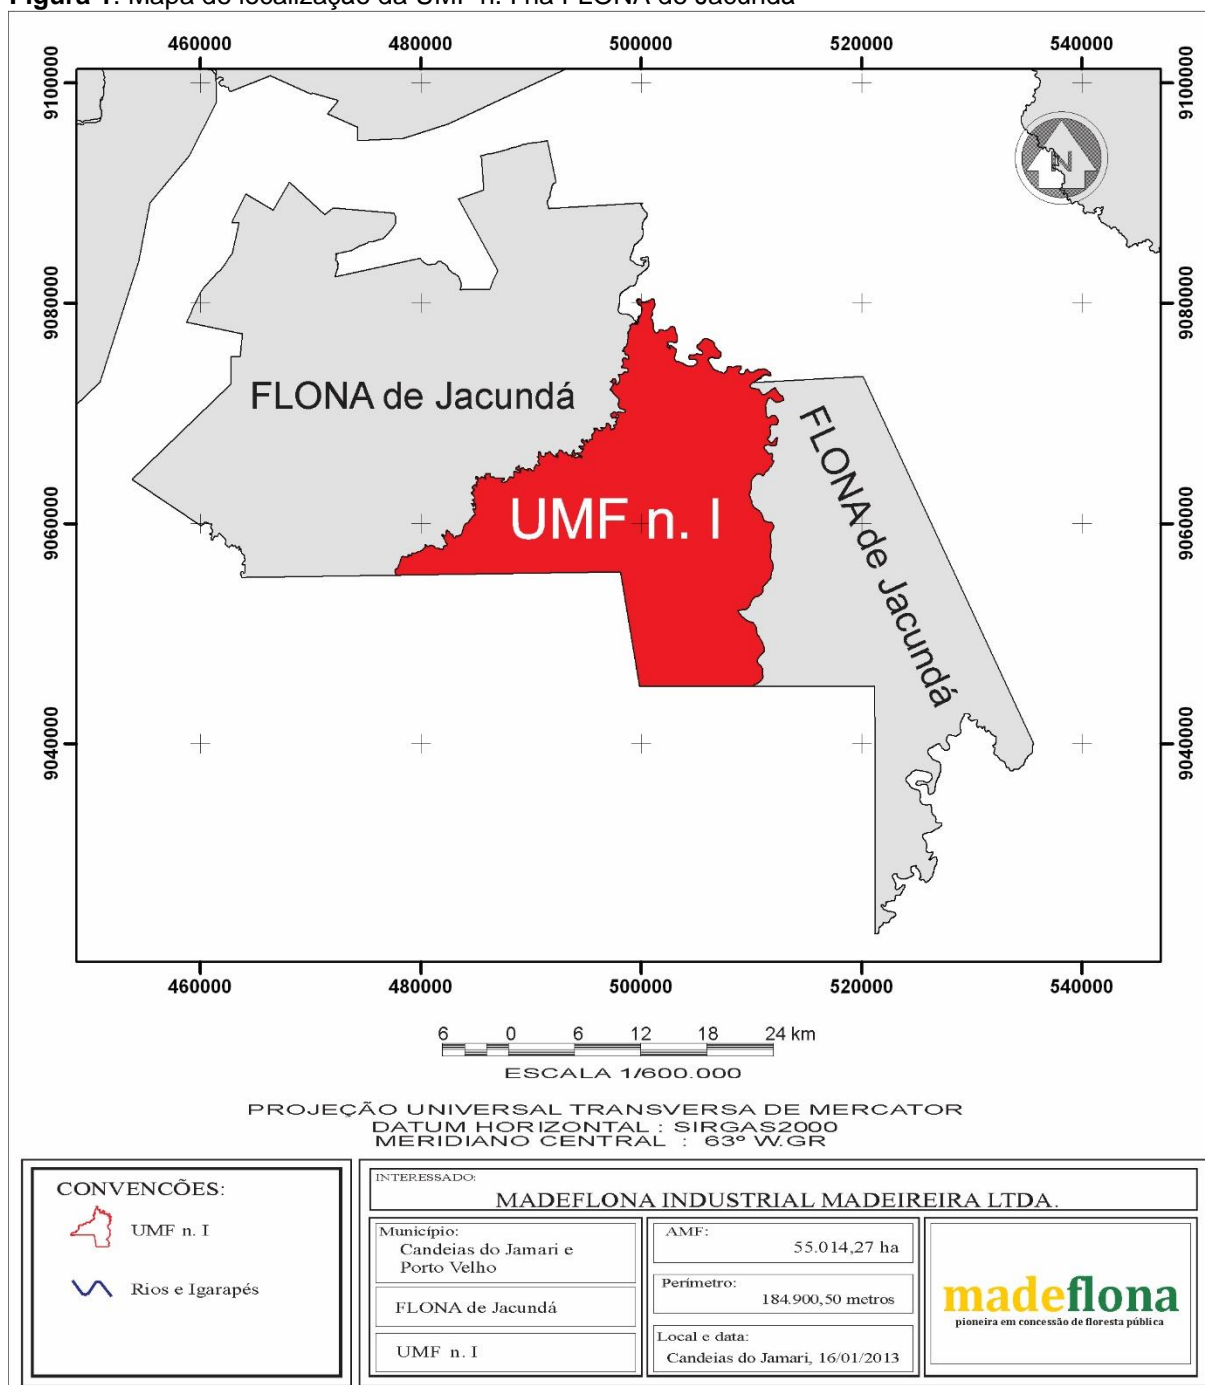 Figura 1: Mapa de localização da UMF n. I na FLONA de Jacundá
460000 480000 500000 520000 540000
9100000 9100000
9080000 9080000
FLONA de Jacundá
FLONA de Jacundá
UMF n. I
9060000 9060000
9040000 9040000
N
460000 480000 500000 520000 540000
6 0 6 12 18 24 km
ESCALA 1/600.000
PROJEÇÃO UNIVERSAL TRANSVERSA DE MERCATOR
DATUM HORIZONTAL : SIRGAS2000
MERIDIANO CENTRAL : 63º W.GR
CONVENCÕES:
UMF n. I
Rios e Igarapés
INTERESSADO:
MADEFLONA INDUSTRIAL MADEIREIRA LTDA.
Município:
Candeias do Jamari e
Porto Velho
FLONA de Jacundá
UMF n. I
AMF:
55.014,27 ha
Perímetro:
184.900,50 metros
Local e data:
Candeias do Jamari, 16/01/2013
madeflona
pioneira em concessão de floresta pública